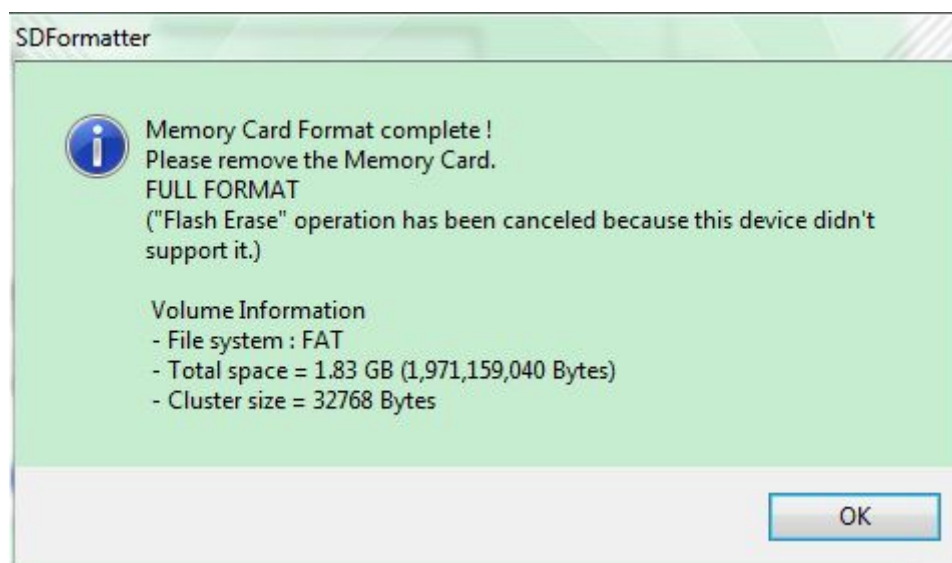 SDFormatter
Memory Card Format complete !
Please remove the Memory Card.
FULL FORMAT
("Flash Erase" operation has been canceled because this device didn't
support it.)
Volume Information
- File system : FAT
- Total space = 1.83 GB (1,971,159,040 Bytes)
- Cluster size = 32768 Bytes
OK